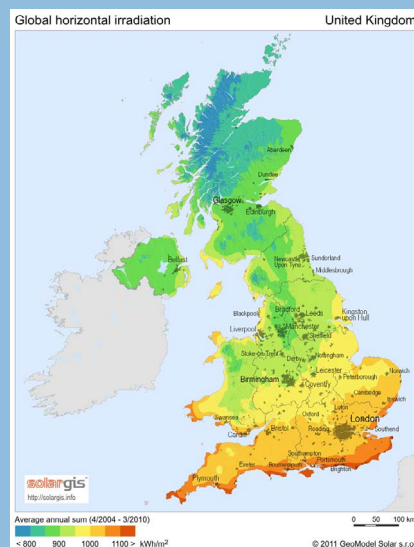 Global horizontal irradiation
United Kingdom
Aberdeen
Dundee
Glasgow
Edinburgh
Belfast
Newcastle
Upon Tyne
Sunderland
Middlesbrough
Bradford
Leeds
Kingston
upon Hull
Blackpool
Manchester
Liverpool
Sheffield
Stoke-on-Trent
Derby
Nottingham
Norwich
Leicester
Peterborough
Birmingham
Coventry
Cambridge
Ipswich
Luton
Oxford
Swansea
London
Cardiff
Bristol
Reading
Southend
Southampton
Portsmouth
Exeter
Bournemouth
Brighton
Plymouth
solargis
http://solargis.info
Average annual sum (4/2004 - 3/2010)
0 50 100 km
< 800 900 1000 1100 > kWh/m²
© 2011 GeoModel Solar s.r.o.